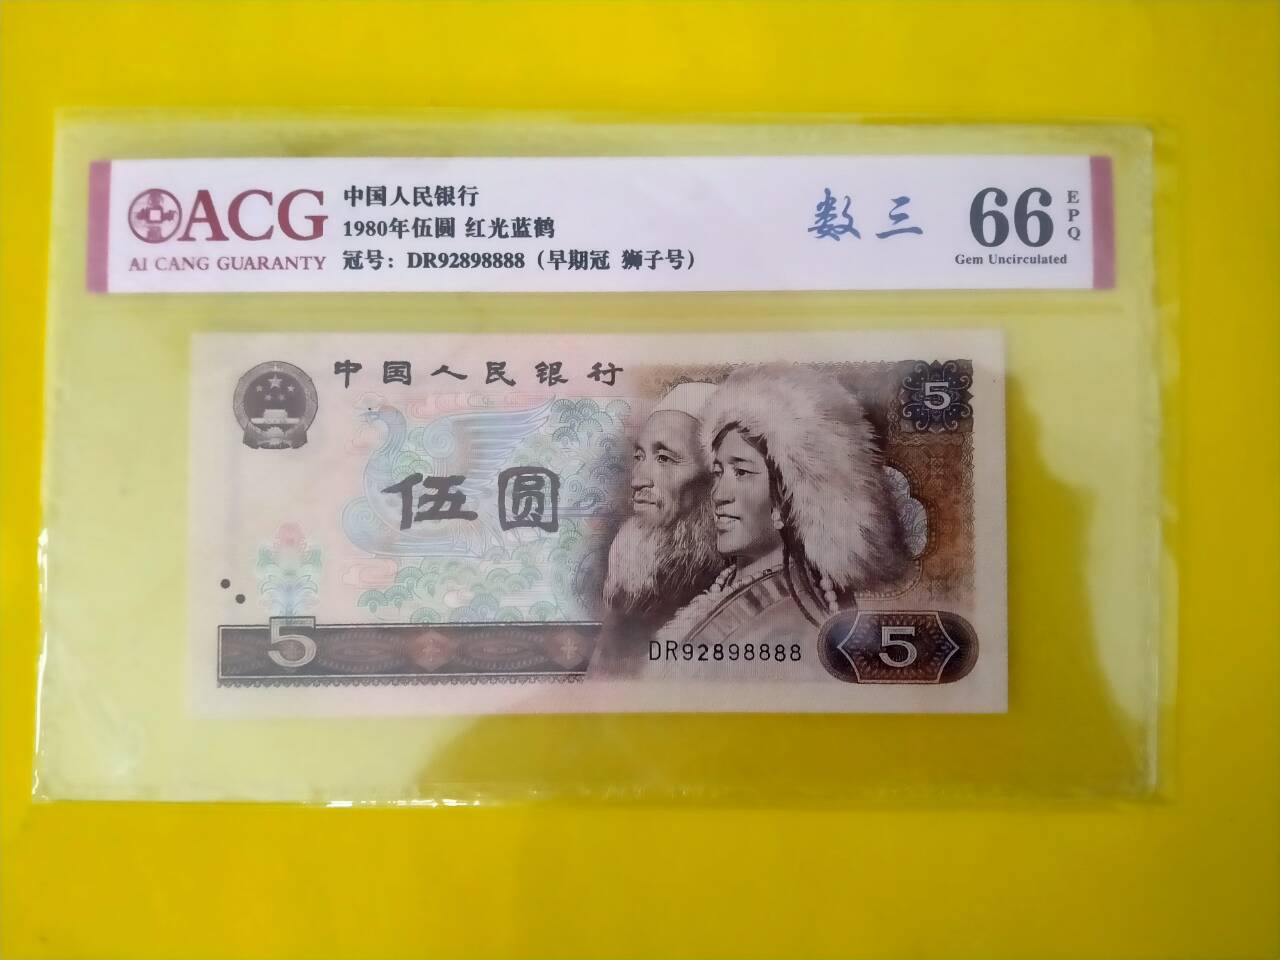 ACG
AI CANG GUARANTY
中国人民银行
1980年伍圆 红光蓝鹤
冠号：DR92898888（早期冠 狮子号）
数三
66
EPQ
Gem Uncirculated
中国人民银行
5
伍圆
5
DR92898888
5